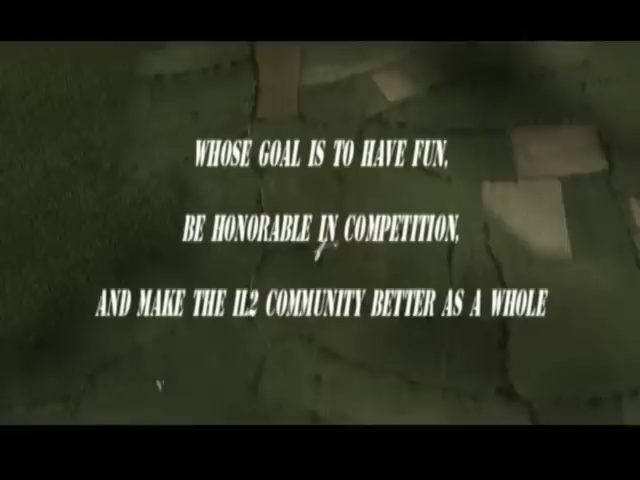 WHOSE GOAL IS TO HAVE FUN,
BE HONORABLE IN COMPETITION,
AND MAKE THE IL2 COMMUNITY BETTER AS A WHOLE